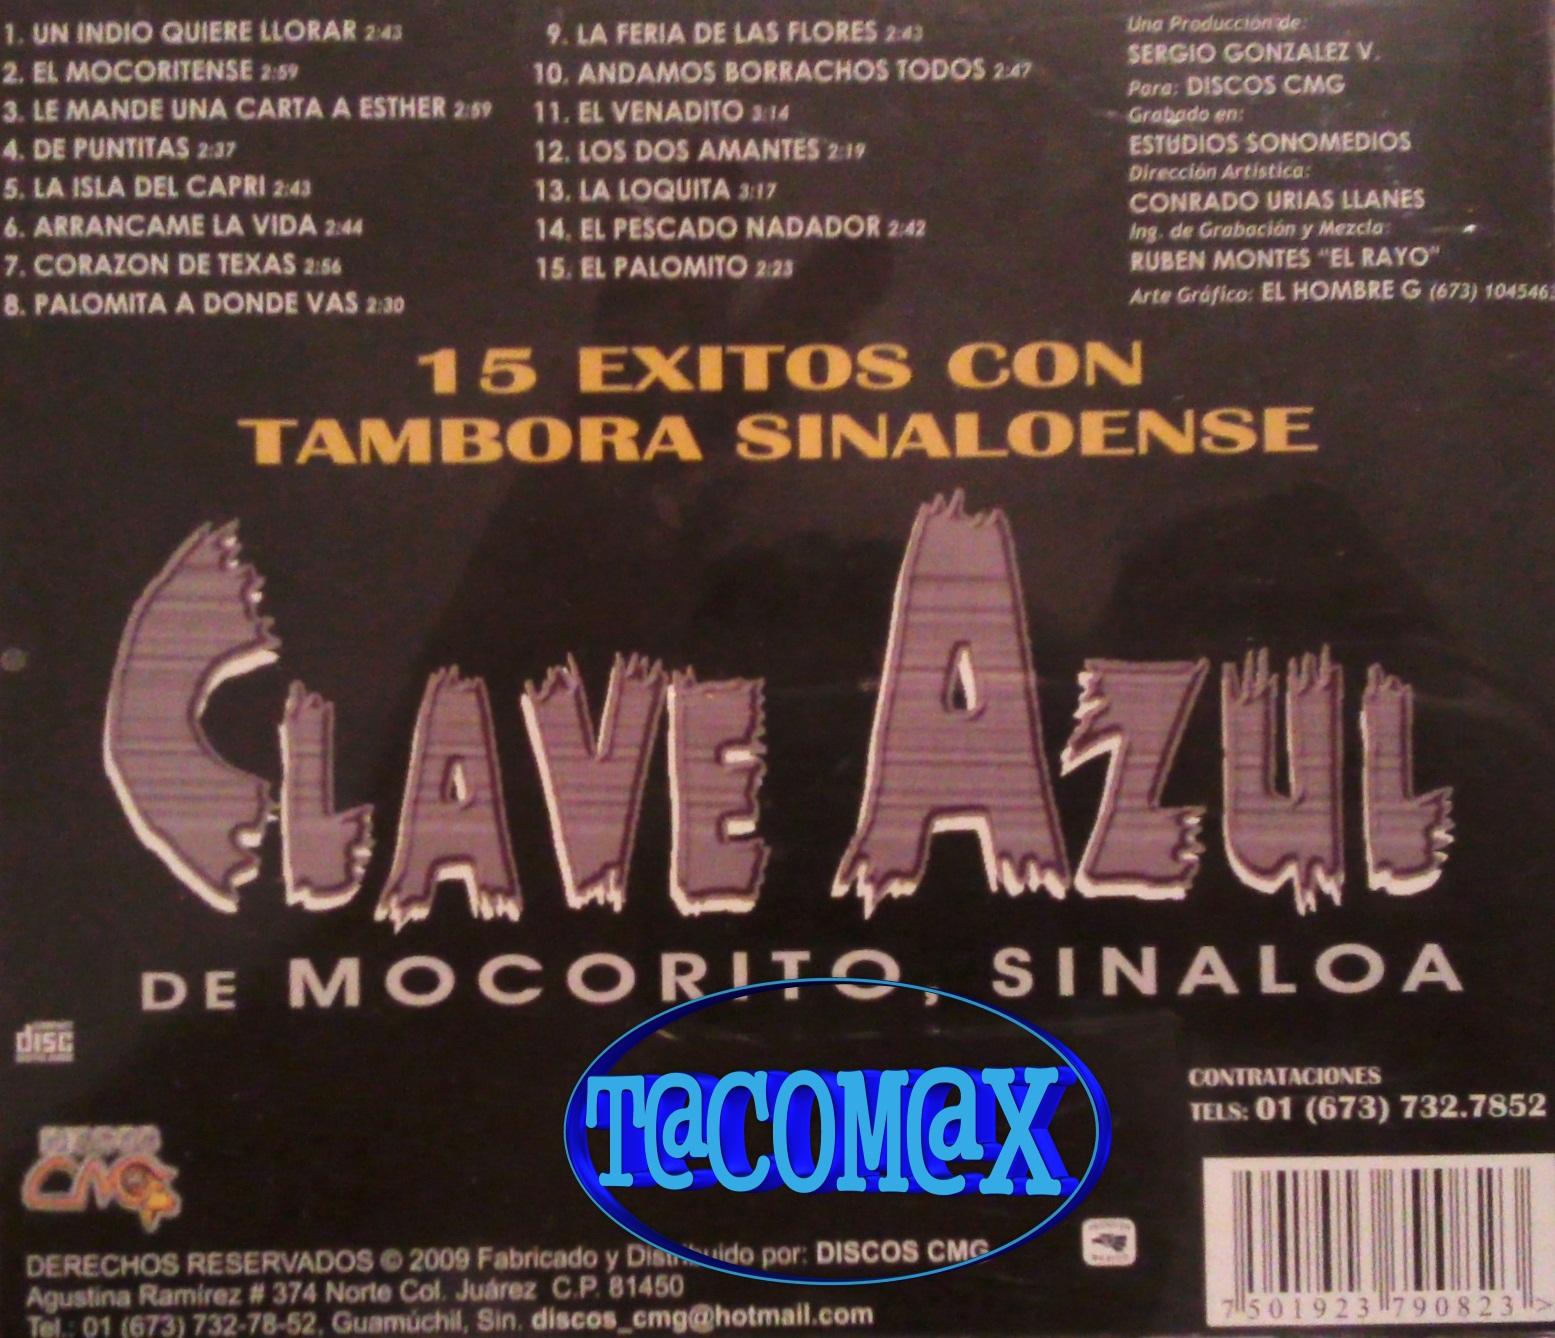 1. UN INDIO QUIERE LLORAR 2:43
2. EL MOCORITENSE 2:59
3. LE MANDE UNA CARTA A ESTHER 2:59
4. DE PUNTITAS 2:37
5. LA ISLA DEL CAPRI 2:43
6. ARRANCAME LA VIDA 2:44
7. CORAZON DE TEXAS 2:56
8. PALOMITA A DONDE VAS 2:30
9. LA FERIA DE LAS FLORES 2:43
10. ANDAMOS BORRACHOS TODOS 2:47
11. EL VENADITO 3:14
12. LOS DOS AMANTES 2:19
13. LA LOQUITA 3:17
14. EL PESCADO NADADOR 2:42
15. EL PALOMITO 2:23
Una Producción de:
SERGIO GONZALEZ V.
Para: DISCOS CMG
Grabado en:
ESTUDIOS SONOMEDIOS
Dirección Artistica:
CONRADO URIAS LLANES
Ing. de Grabación y Mezcla:
RUBEN MONTES "EL RAYO"
Arte Gráfico: EL HOMBRE G (673) 104546
15 EXITOS CON
TAMBORA SINALOENSE
CLAVE AZUL
DE MOCORITO, SINALOA
disc
T@COM@X
CONTRATACIONES
TELS: 01 (673) 732.7852
CMG
DERECHOS RESERVADOS © 2009 Fabricado y Distribuido por: DISCOS CMG
Agustina Ramírez # 374 Norte Col. Juárez C.P. 81450
Tel.: 01 (673) 732-78-52, Guamúchil, Sin. discos_cmg@hotmail.com
7 501923 790823 >